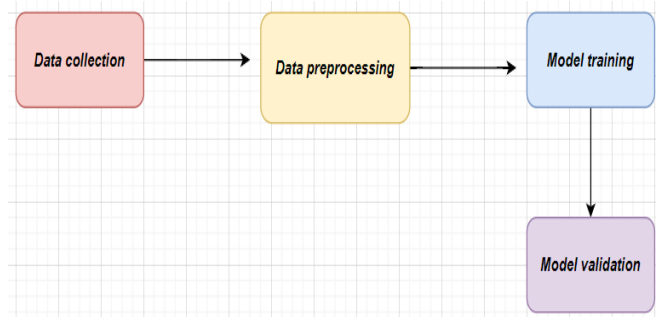 Data collection
Data preprocessing
Model training
Model validation